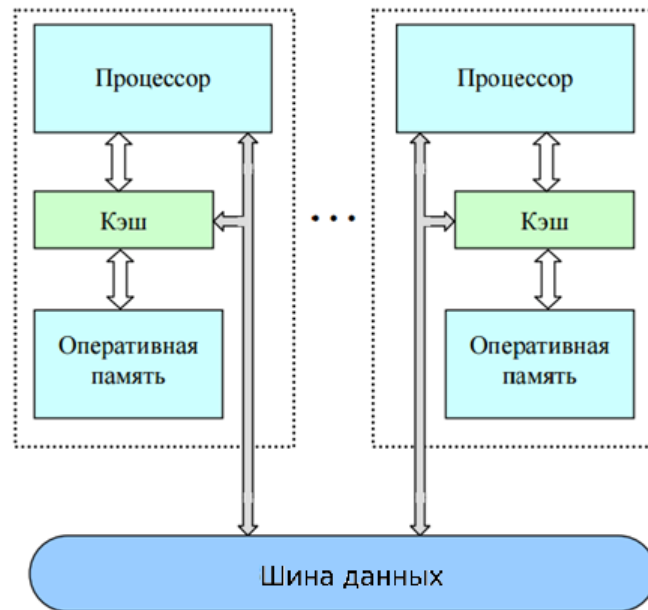 Процессор
Процессор
Кэш
. . .
Кэш
Оперативная
память
Оперативная
память
Шина данных